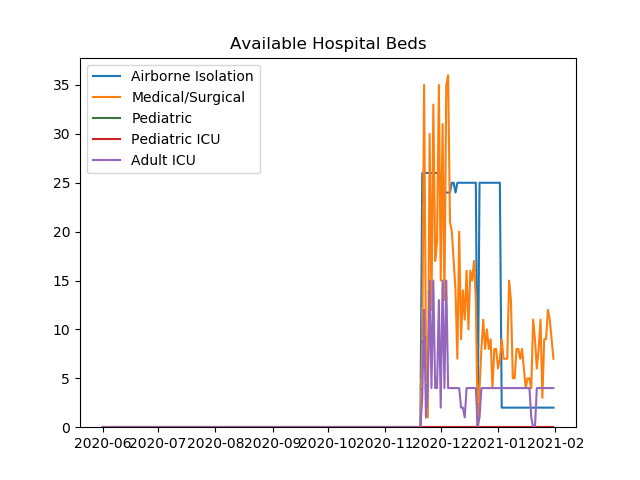 Available Hospital Beds
Airborne Isolation
Medical/Surgical
Pediatric
Pediatric ICU
Adult ICU
35
30
25
20
15
10
5
0
2020-06 2020-07 2020-08 2020-09 2020-10 2020-11 2020-12 2021-01 2021-02